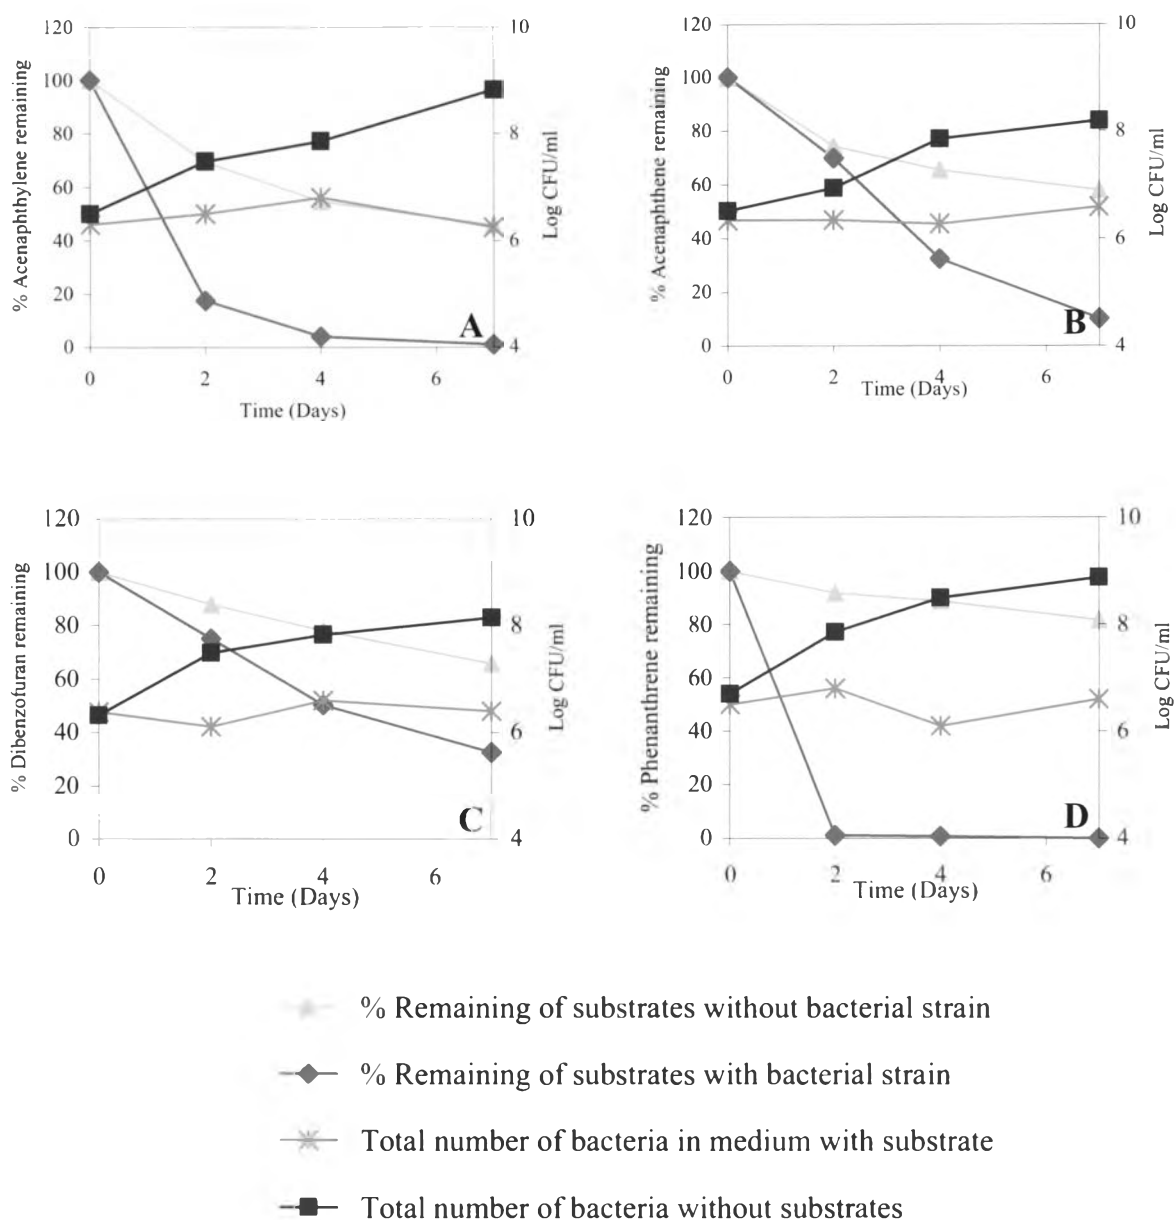 120
100
80
60
40
20
0
% Acenaphthylene remaining
10
8
6
4
Log CFU/ml
A
0 2 4 6
Time (Days)
120
100
80
60
40
20
0
% Acenaphthene remaining
10
8
6
4
Log CFU/ml
B
0 2 4 6
Time (Days)
120
100
80
60
40
20
0
% Dibenzofuran remaining
10
8
6
4
Log CFU/ml
C
0 2 4 6
Time (Days)
120
100
80
60
40
20
0
% Phenanthrene remaining
10
8
6
4
Log CFU/ml
D
0 2 4 6
Time (Days)
% Remaining of substrates without bacterial strain
% Remaining of substrates with bacterial strain
Total number of bacteria in medium with substrate
Total number of bacteria without substrates